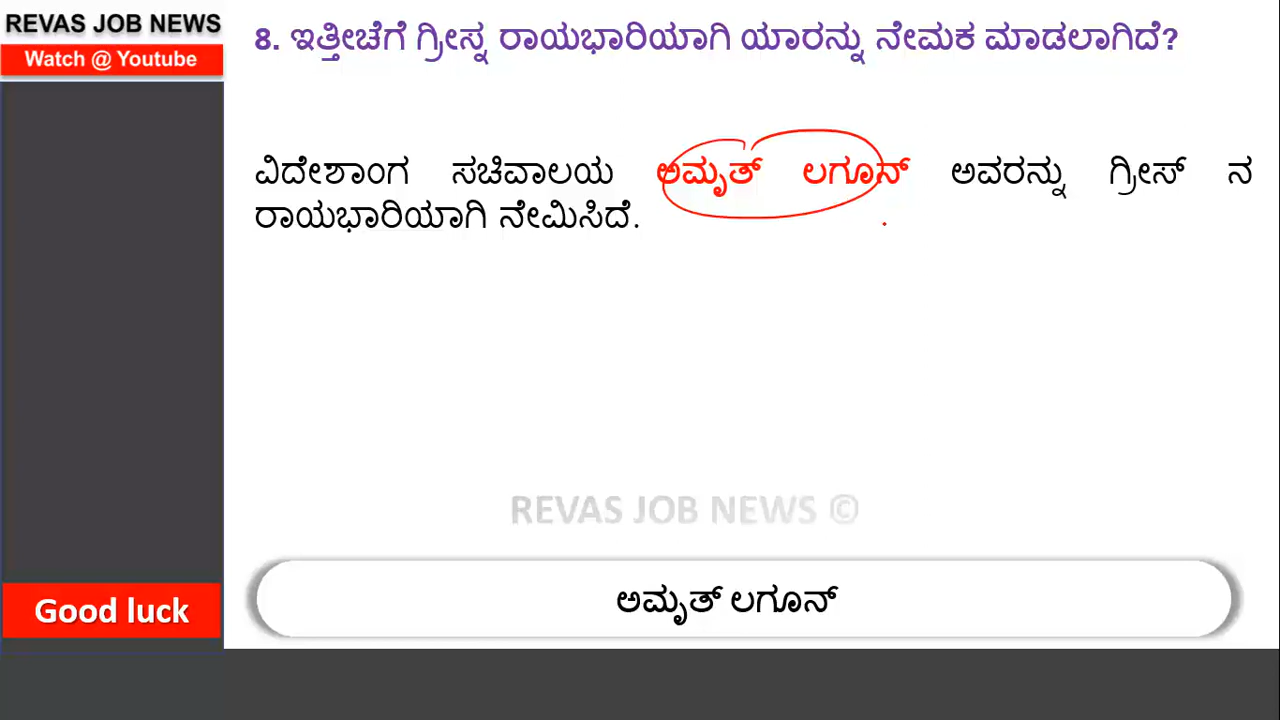 REVAS JOB NEWS
Watch @ Youtube
8. ಇತ್ತೀಚೆಗೆ ಗ್ರೀಸ್ನ ರಾಯಭಾರಿಯಾಗಿ ಯಾರನ್ನು ನೇಮಕ ಮಾಡಲಾಗಿದೆ?
ವಿದೇಶಾಂಗ ಸಚಿವಾಲಯ ಅಮೃತ್ ಲಗೂನ್ ಅವರನ್ನು ಗ್ರೀಸ್ ನ
ರಾಯಭಾರಿಯಾಗಿ ನೇಮಿಸಿದೆ.
REVAS JOB NEWS ©
ಅಮೃತ್ ಲಗೂನ್
Good luck